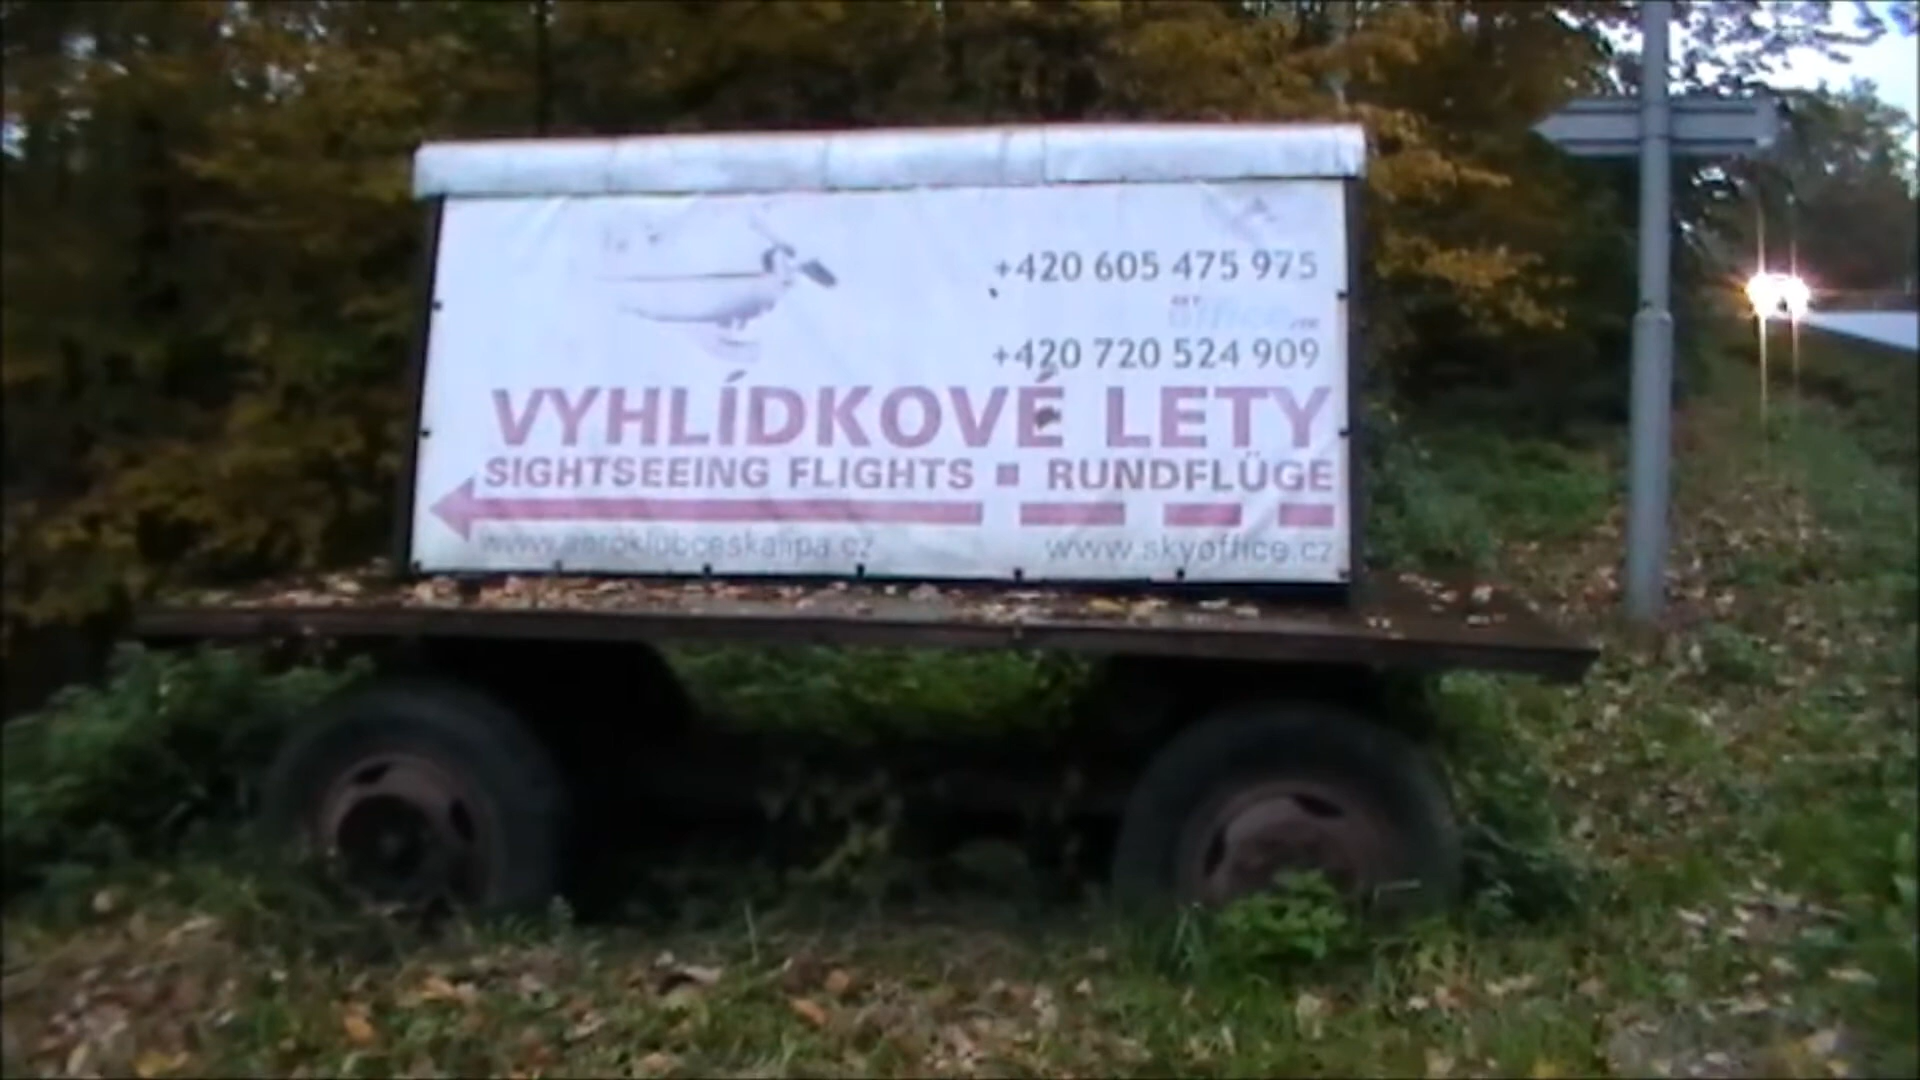 +420 605 475 975
office
+420 720 524 909
VYHLÍDKOVÉ LETY
SIGHTSEEING FLIGHTS ▪ RUNDFLÜGE
www.aeroklubceskalipa.cz www.skyoffice.cz